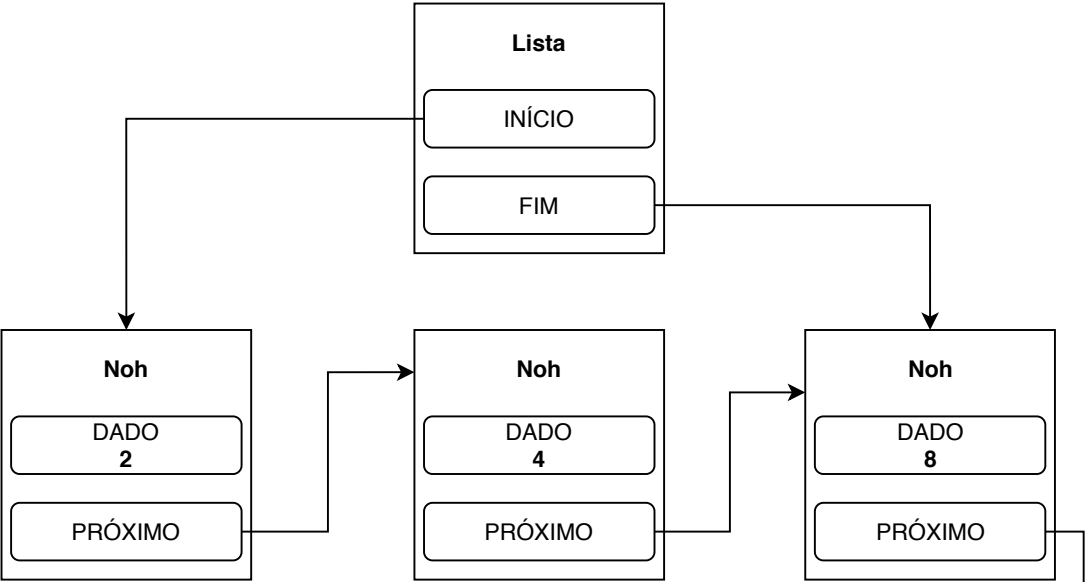 Lista
INÍCIO
FIM
Noh
DADO
2
PRÓXIMO
Noh
DADO
4
PRÓXIMO
Noh
DADO
8
PRÓXIMO